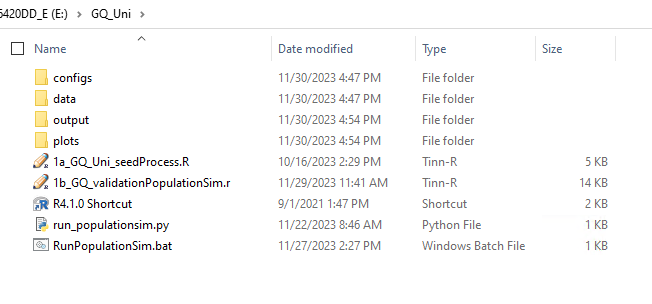 6420DD_E (E:) > GQ_Uni
Name Date modified Type Size
configs 11/30/2023 4:47 PM File folder
data 11/30/2023 4:47 PM File folder
output 11/30/2023 4:54 PM File folder
plots 11/30/2023 4:54 PM File folder
1a_GQ_Uni_seedProcess.R 10/16/2023 2:29 PM Tinn-R 5 KB
1b_GQ_validationPopulationSim.r 11/29/2023 11:41 AM Tinn-R 14 KB
R4.1.0 Shortcut 9/1/2021 1:47 PM Shortcut 2 KB
run_populationsim.py 11/22/2023 8:46 AM Python File 1 KB
RunPopulationSim.bat 11/27/2023 2:27 PM Windows Batch File 1 KB